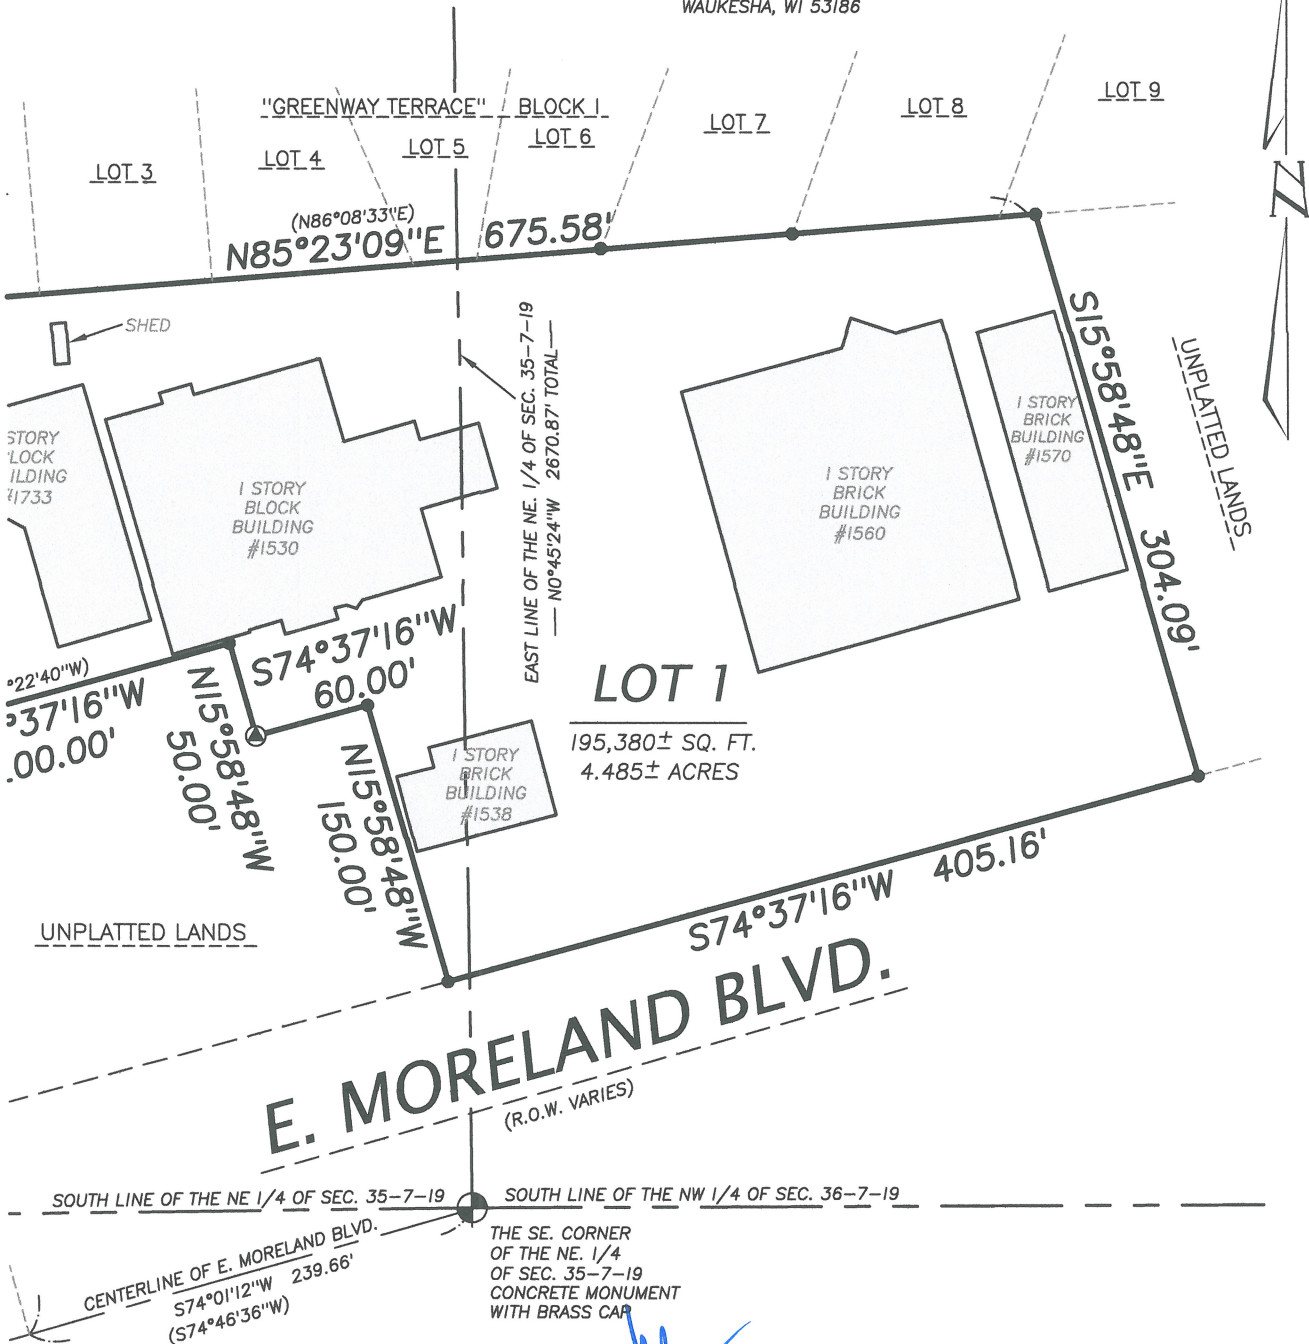 WAUKESHA, WI 53186
"GREENWAY TERRACE" BLOCK 1
LOT 3
LOT 4
LOT 5
LOT 6
LOT 7
LOT 8
LOT 9
N
(N86°08'33"E)
N85°23'09"E 675.58'
SHED
EAST LINE OF THE NE. 1/4 OF SEC. 35-7-19
N0°45'24"W 2670.87' TOTAL
S15°58'48"E 304.09'
UNPLATTED LANDS
STORY
LOCK
ILDING
#1733
1 STORY
BLOCK
BUILDING
#1530
1 STORY
BRICK
BUILDING
#1560
1 STORY
BRICK
BUILDING
#1570
°22'40"W)
°37'16"W
00.00'
N15°58'48"W
50.00'
S74°37'16"W
60.00'
N15°58'48"W
150.00'
1 STORY
BRICK
BUILDING
#1538
LOT 1
195,380± SQ. FT.
4.485± ACRES
S74°37'16"W 405.16'
UNPLATTED LANDS
E. MORELAND BLVD.
(R.O.W. VARIES)
SOUTH LINE OF THE NE 1/4 OF SEC. 35-7-19
SOUTH LINE OF THE NW 1/4 OF SEC. 36-7-19
THE SE. CORNER
OF THE NE. 1/4
OF SEC. 35-7-19
CONCRETE MONUMENT
WITH BRASS CAP
CENTERLINE OF E. MORELAND BLVD.
S74°01'12"W 239.66'
(S74°46'36"W)